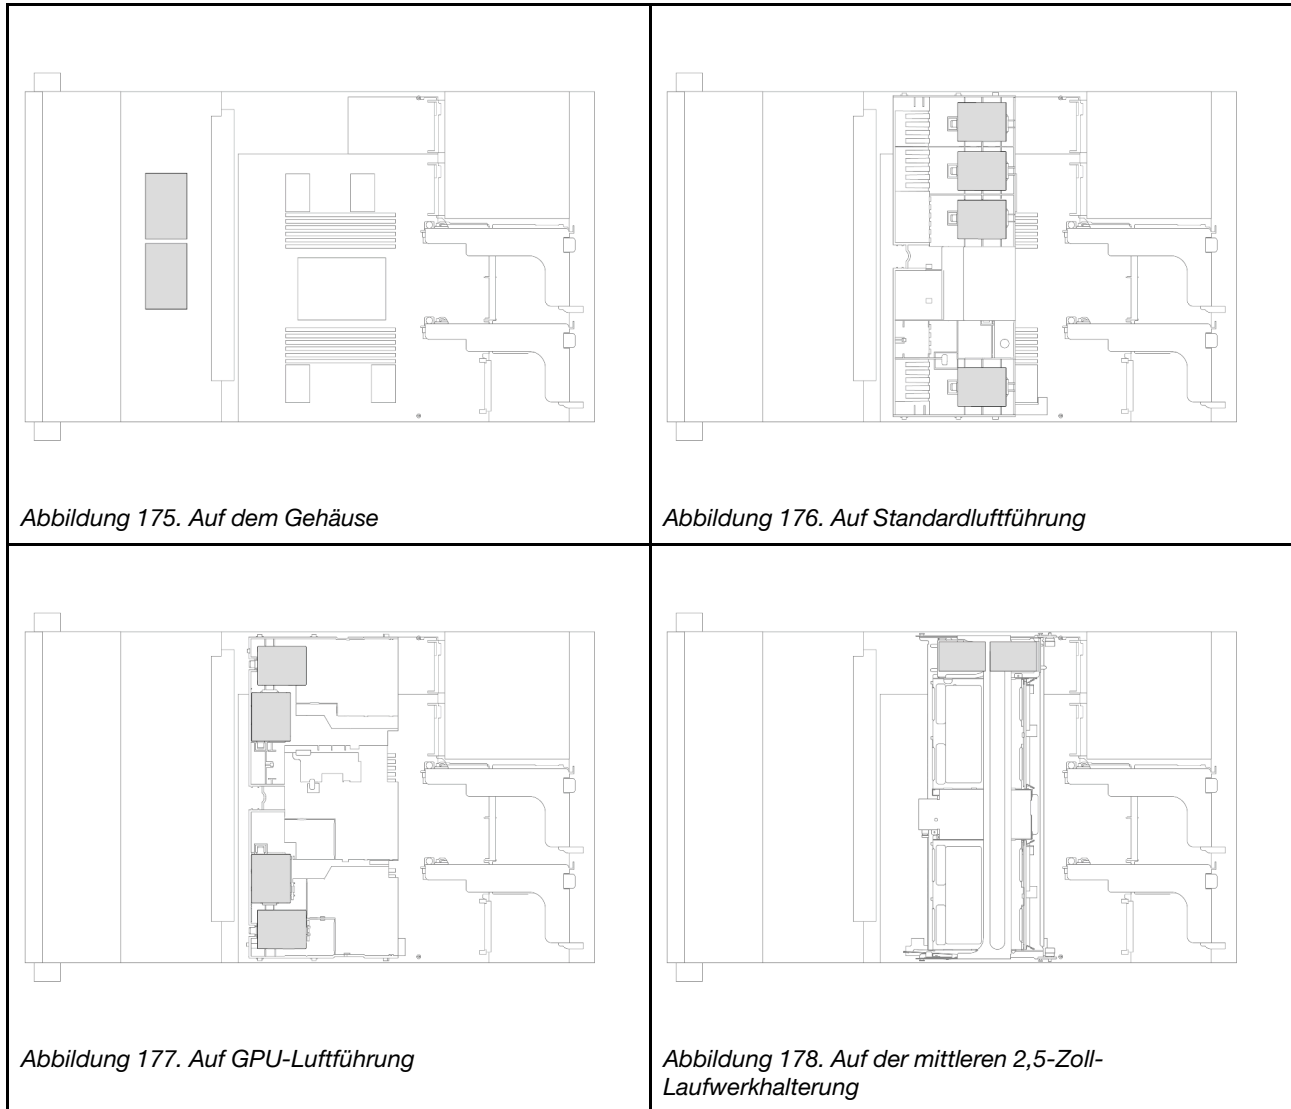 Abbildung 175. Auf dem Gehäuse
Abbildung 176. Auf Standardluftführung
Abbildung 177. Auf GPU-Luftführung
Abbildung 178. Auf der mittleren 2,5-Zoll-
Laufwerkhalterung